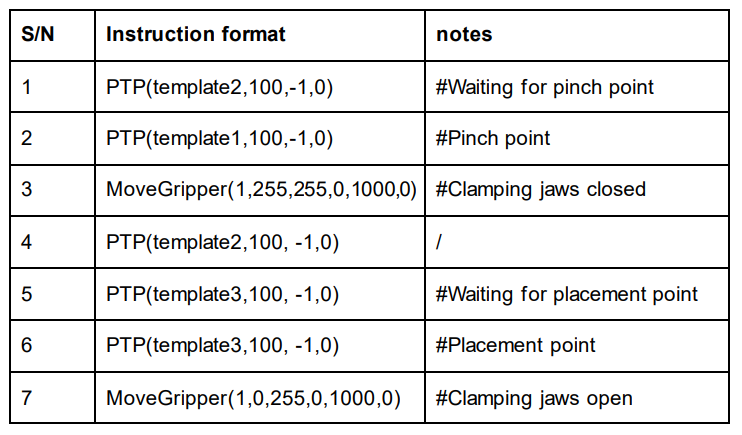 S/N Instruction format notes
1 PTP(template2,100,-1,0) #Waiting for pinch point
2 PTP(template1,100,-1,0) #Pinch point
3 MoveGripper(1,255,255,0,1000,0) #Clamping jaws closed
4 PTP(template2,100, -1,0) /
5 PTP(template3,100, -1,0) #Waiting for placement point
6 PTP(template3,100, -1,0) #Placement point
7 MoveGripper(1,0,255,0,1000,0) #Clamping jaws open